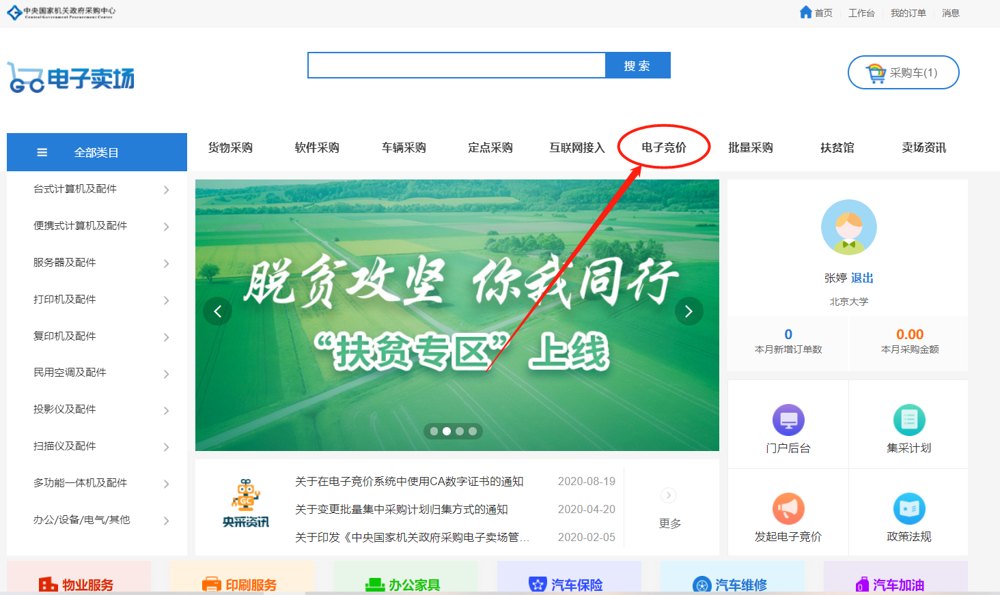 中央国家机关政府采购中心
Central Government Procurement Center
首页 工作台 我的订单 消息
电子卖场
搜 索
采购车(1)
全部类目
货物采购 软件采购 车辆采购 定点采购 互联网接入 电子竞价 批量采购 扶贫馆 卖场资讯
台式计算机及配件
便携式计算机及配件
服务器及配件
打印机及配件
复印机及配件
民用空调及配件
投影仪及配件
扫描仪及配件
多功能一体机及配件
办公/设备/电气/其他
脱贫攻坚 你我同行
“扶贫专区”上线
张婷 退出
北京大学
0
本月新增订单数
0.00
本月采购金额
门户后台
集采计划
发起电子竞价
政策法规
GC
央采资讯
关于在电子竞价系统中使用CA数字证书的通知 2020-08-19
关于变更批量集中采购计划归集方式的通知 2020-04-20
关于印发《中央国家机关政府采购电子卖场管... 2020-02-05
更多
物业服务 印刷服务 办公家具 汽车保险 汽车维修 汽车加油